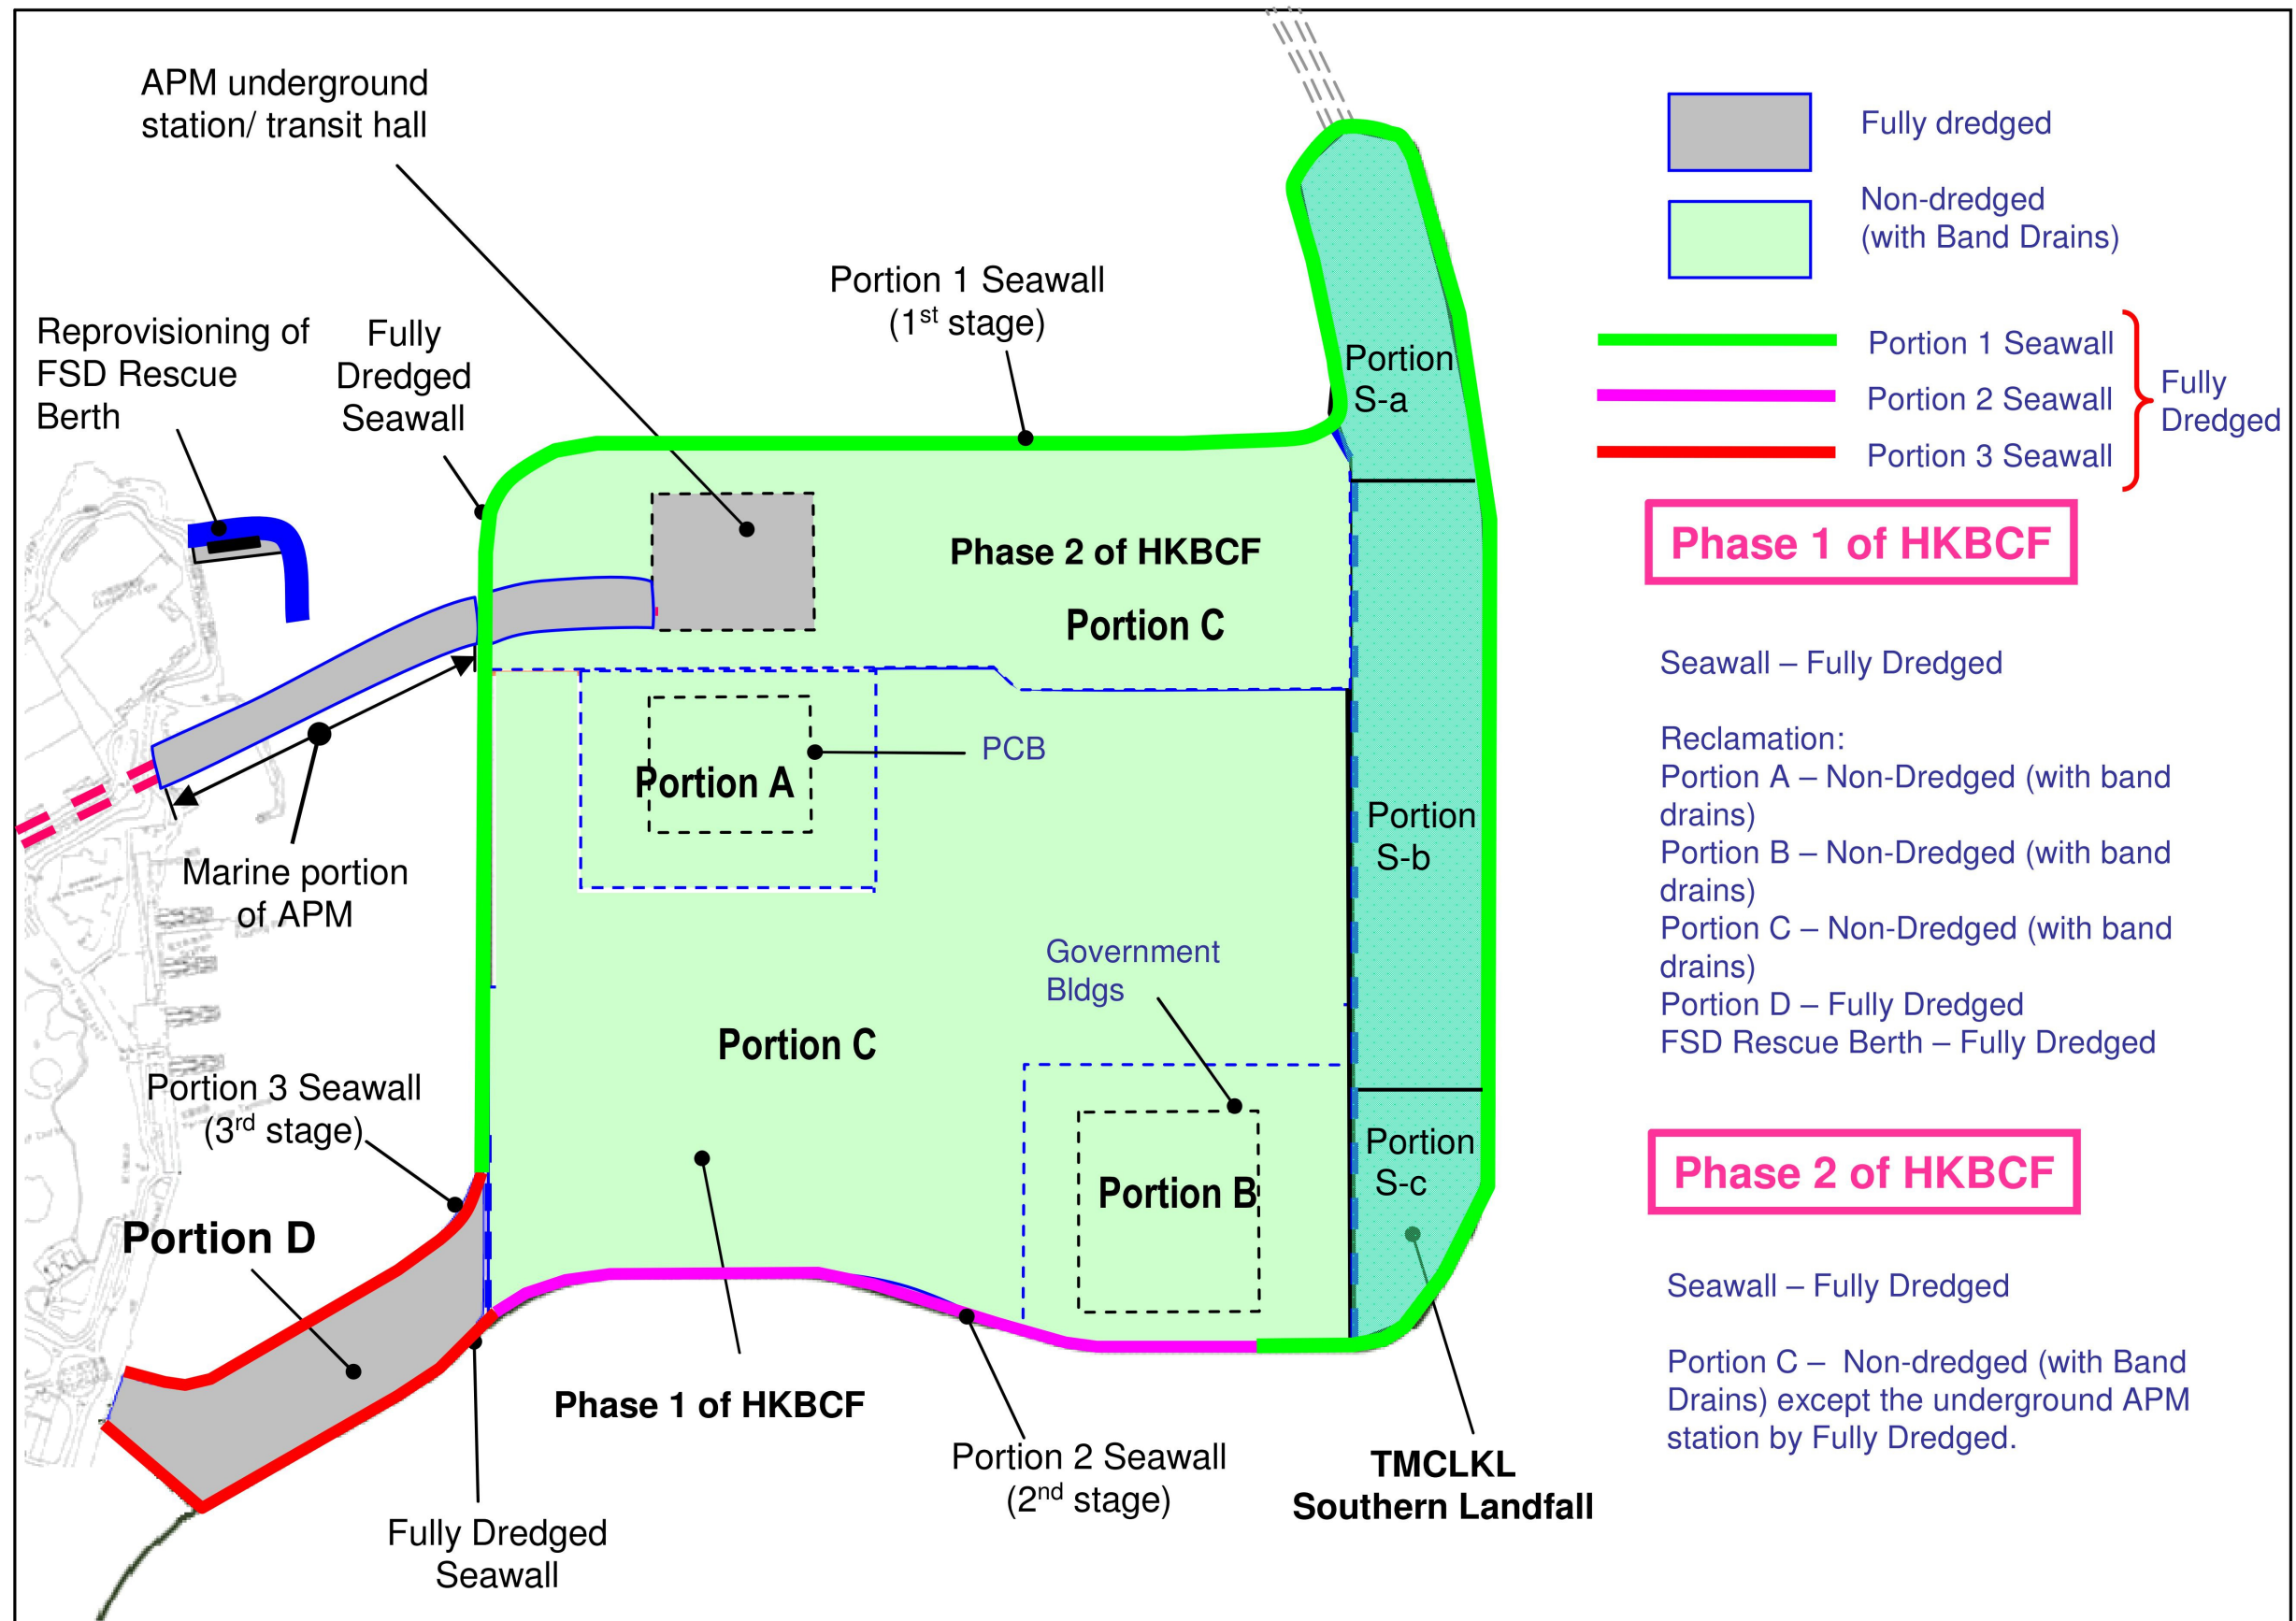 APM underground
station/ transit hall
Reprovisioning of
FSD Rescue
Berth
Fully
Dredged
Seawall
Portion 1 Seawall
(1st stage)
Portion
S-a
Phase 2 of HKBCF
Portion C
Portion A
PCB
Marine portion
of APM
Portion
S-b
Government
Bldgs
Portion C
Portion 3 Seawall
(3rd stage)
Portion D
Portion B
Portion
S-c
Phase 1 of HKBCF
Portion 2 Seawall
(2nd stage)
TMCLKL
Southern Landfall
Fully Dredged
Seawall
Fully dredged
Non-dredged
(with Band Drains)
Portion 1 Seawall
Portion 2 Seawall
Portion 3 Seawall
Fully
Dredged
Phase 1 of HKBCF
Seawall – Fully Dredged
Reclamation:
Portion A – Non-Dredged (with band
drains)
Portion B – Non-Dredged (with band
drains)
Portion C – Non-Dredged (with band
drains)
Portion D – Fully Dredged
FSD Rescue Berth – Fully Dredged
Phase 2 of HKBCF
Seawall – Fully Dredged
Portion C – Non-dredged (with Band
Drains) except the underground APM
station by Fully Dredged.